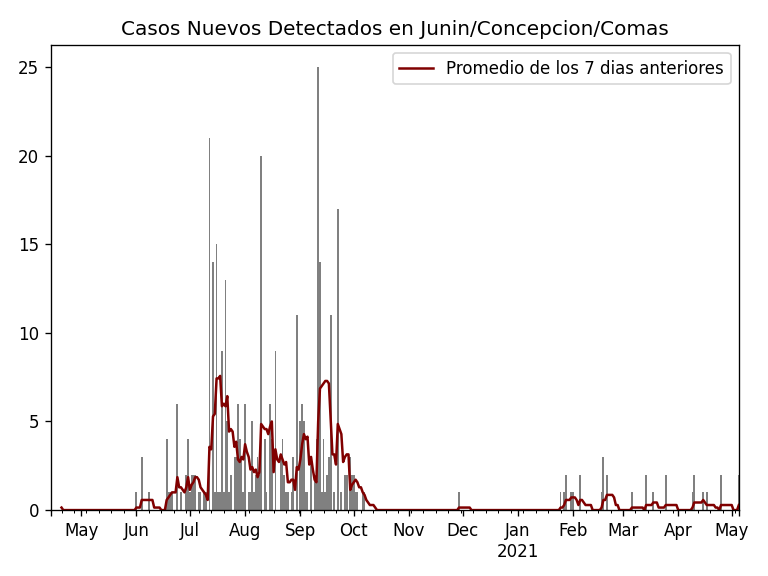 Casos Nuevos Detectados en Junin/Concepcion/Comas
Promedio de los 7 dias anteriores
25
20
15
10
5
0
May Jun Jul Aug Sep Oct Nov Dec Jan Feb Mar Apr May
2021